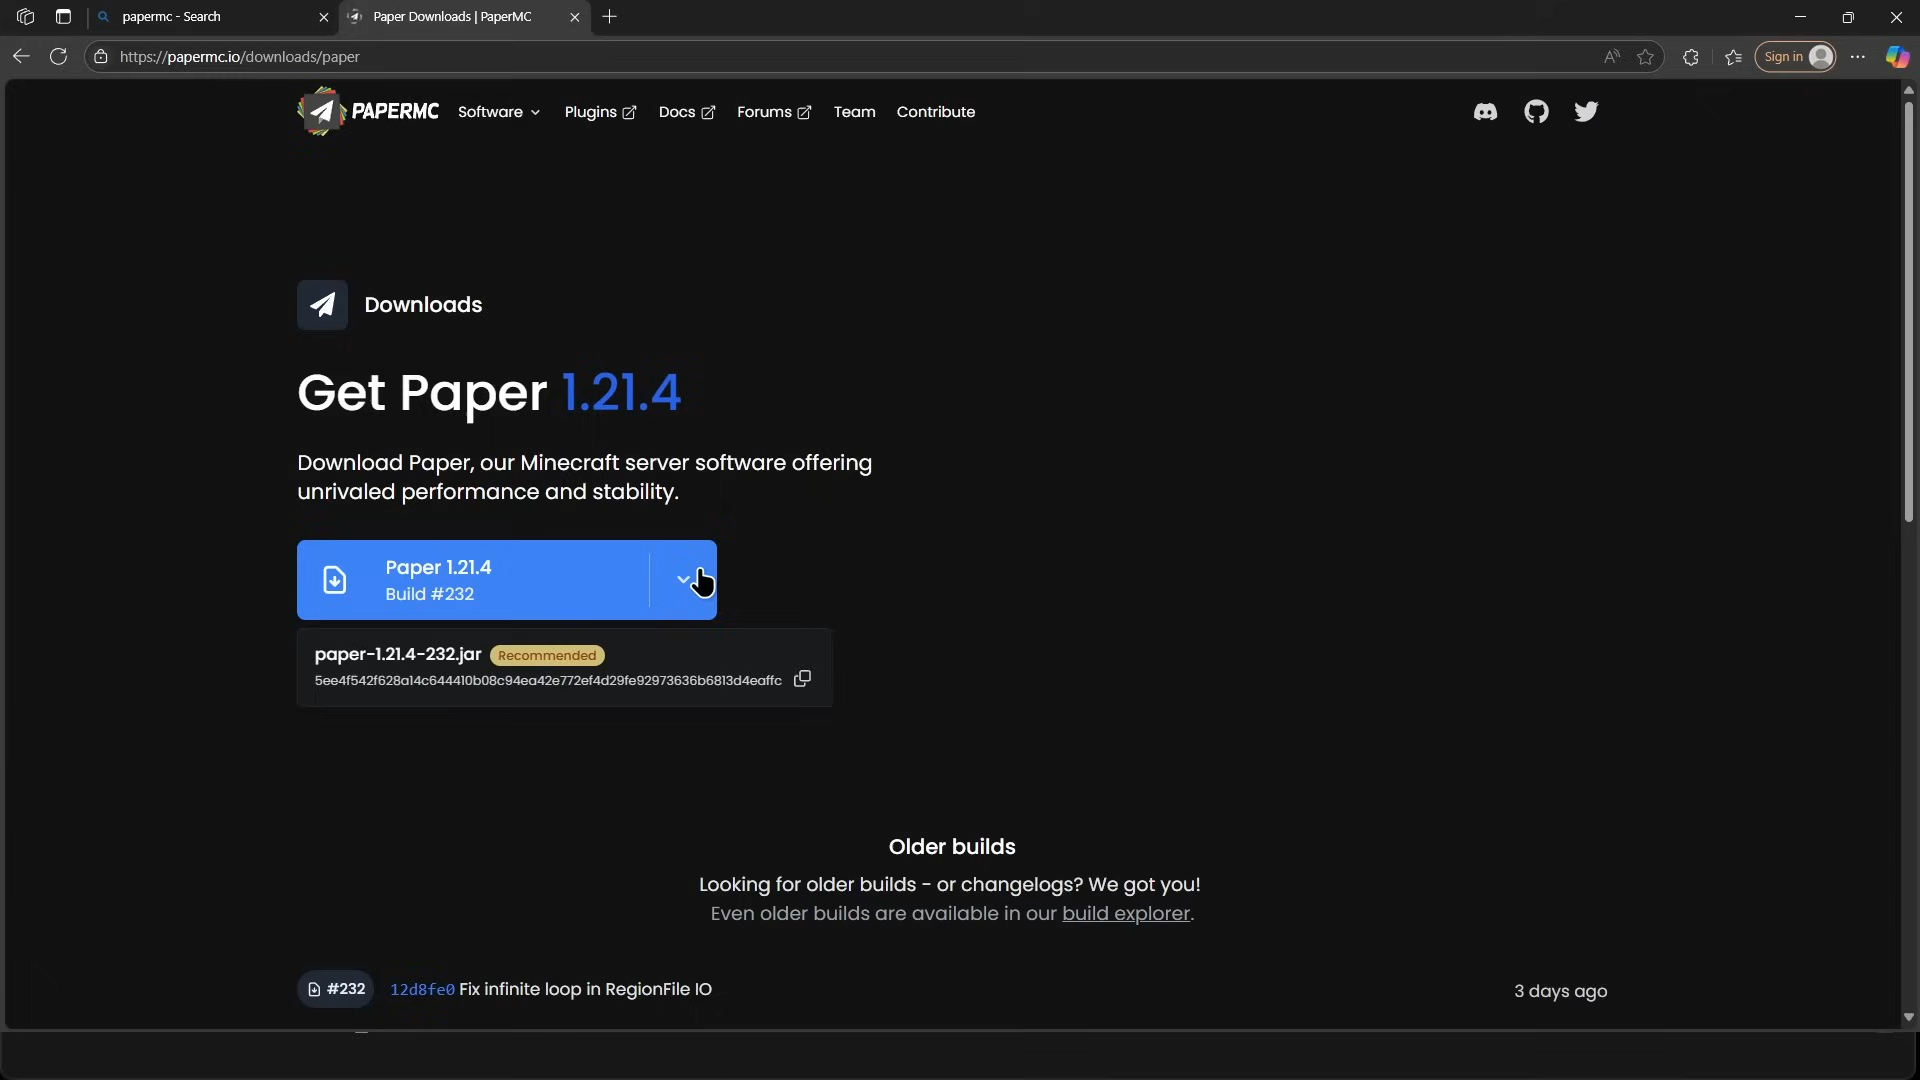 papermc - Search
Paper Downloads | PaperMC
https://papermc.io/downloads/paper
Sign in
PAPERMC
Software
Plugins
Docs
Forums
Team
Contribute
Downloads
Get Paper 1.21.4
Download Paper, our Minecraft server software offering
unrivaled performance and stability.
Paper 1.21.4
Build #232
paper-1.21.4-232.jar Recommended
5ee4f542f628a14c644410b08c94ea42e772ef4d29fe92973636b6813d4eaffc
Older builds
Looking for older builds - or changelogs? We got you!
Even older builds are available in our build explorer.
#232 12d8fe0 Fix infinite loop in RegionFile IO
3 days ago